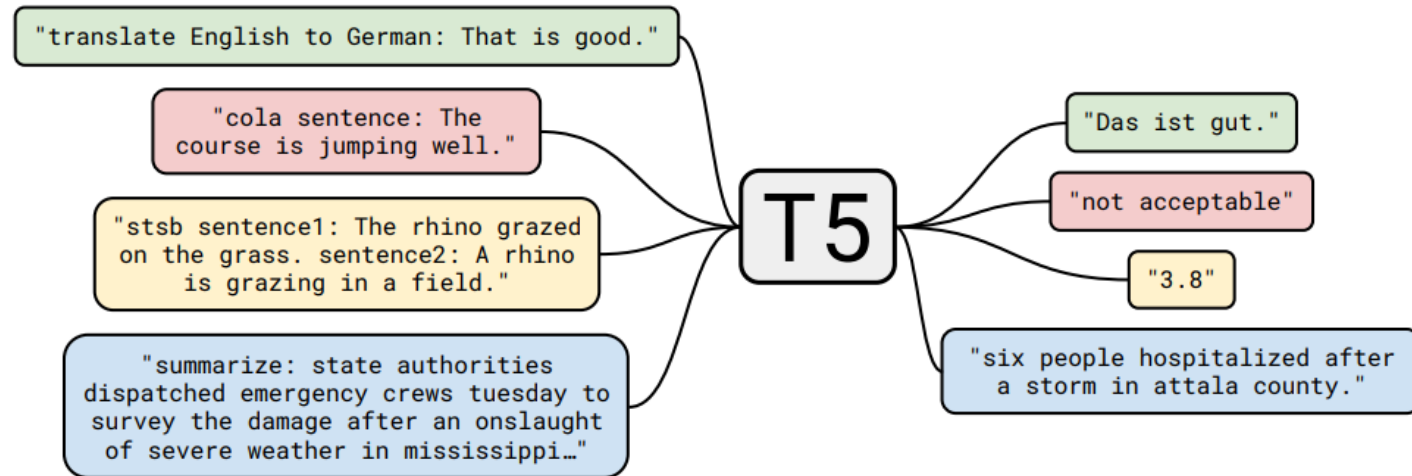 "translate English to German: That is good."
"cola sentence: The
course is jumping well."
"stsb sentence1: The rhino grazed
on the grass. sentence2: A rhino
is grazing in a field."
"summarize: state authorities
dispatched emergency crews tuesday to
survey the damage after an onslaught
of severe weather in mississippi…"
T5
"Das ist gut."
"not acceptable"
"3.8"
"six people hospitalized after
a storm in attala county."